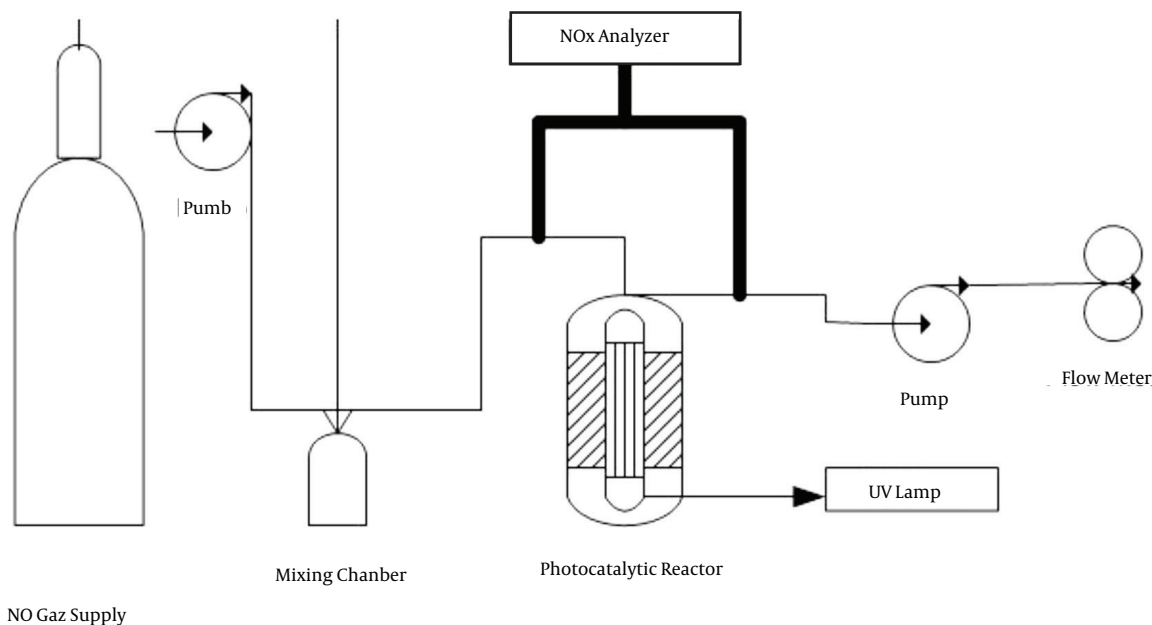 NOx Analyzer
Pumb
Flow Meter
Pump
UV Lamp
Photocatalytic Reactor
Mixing Chanber
NO Gaz Supply